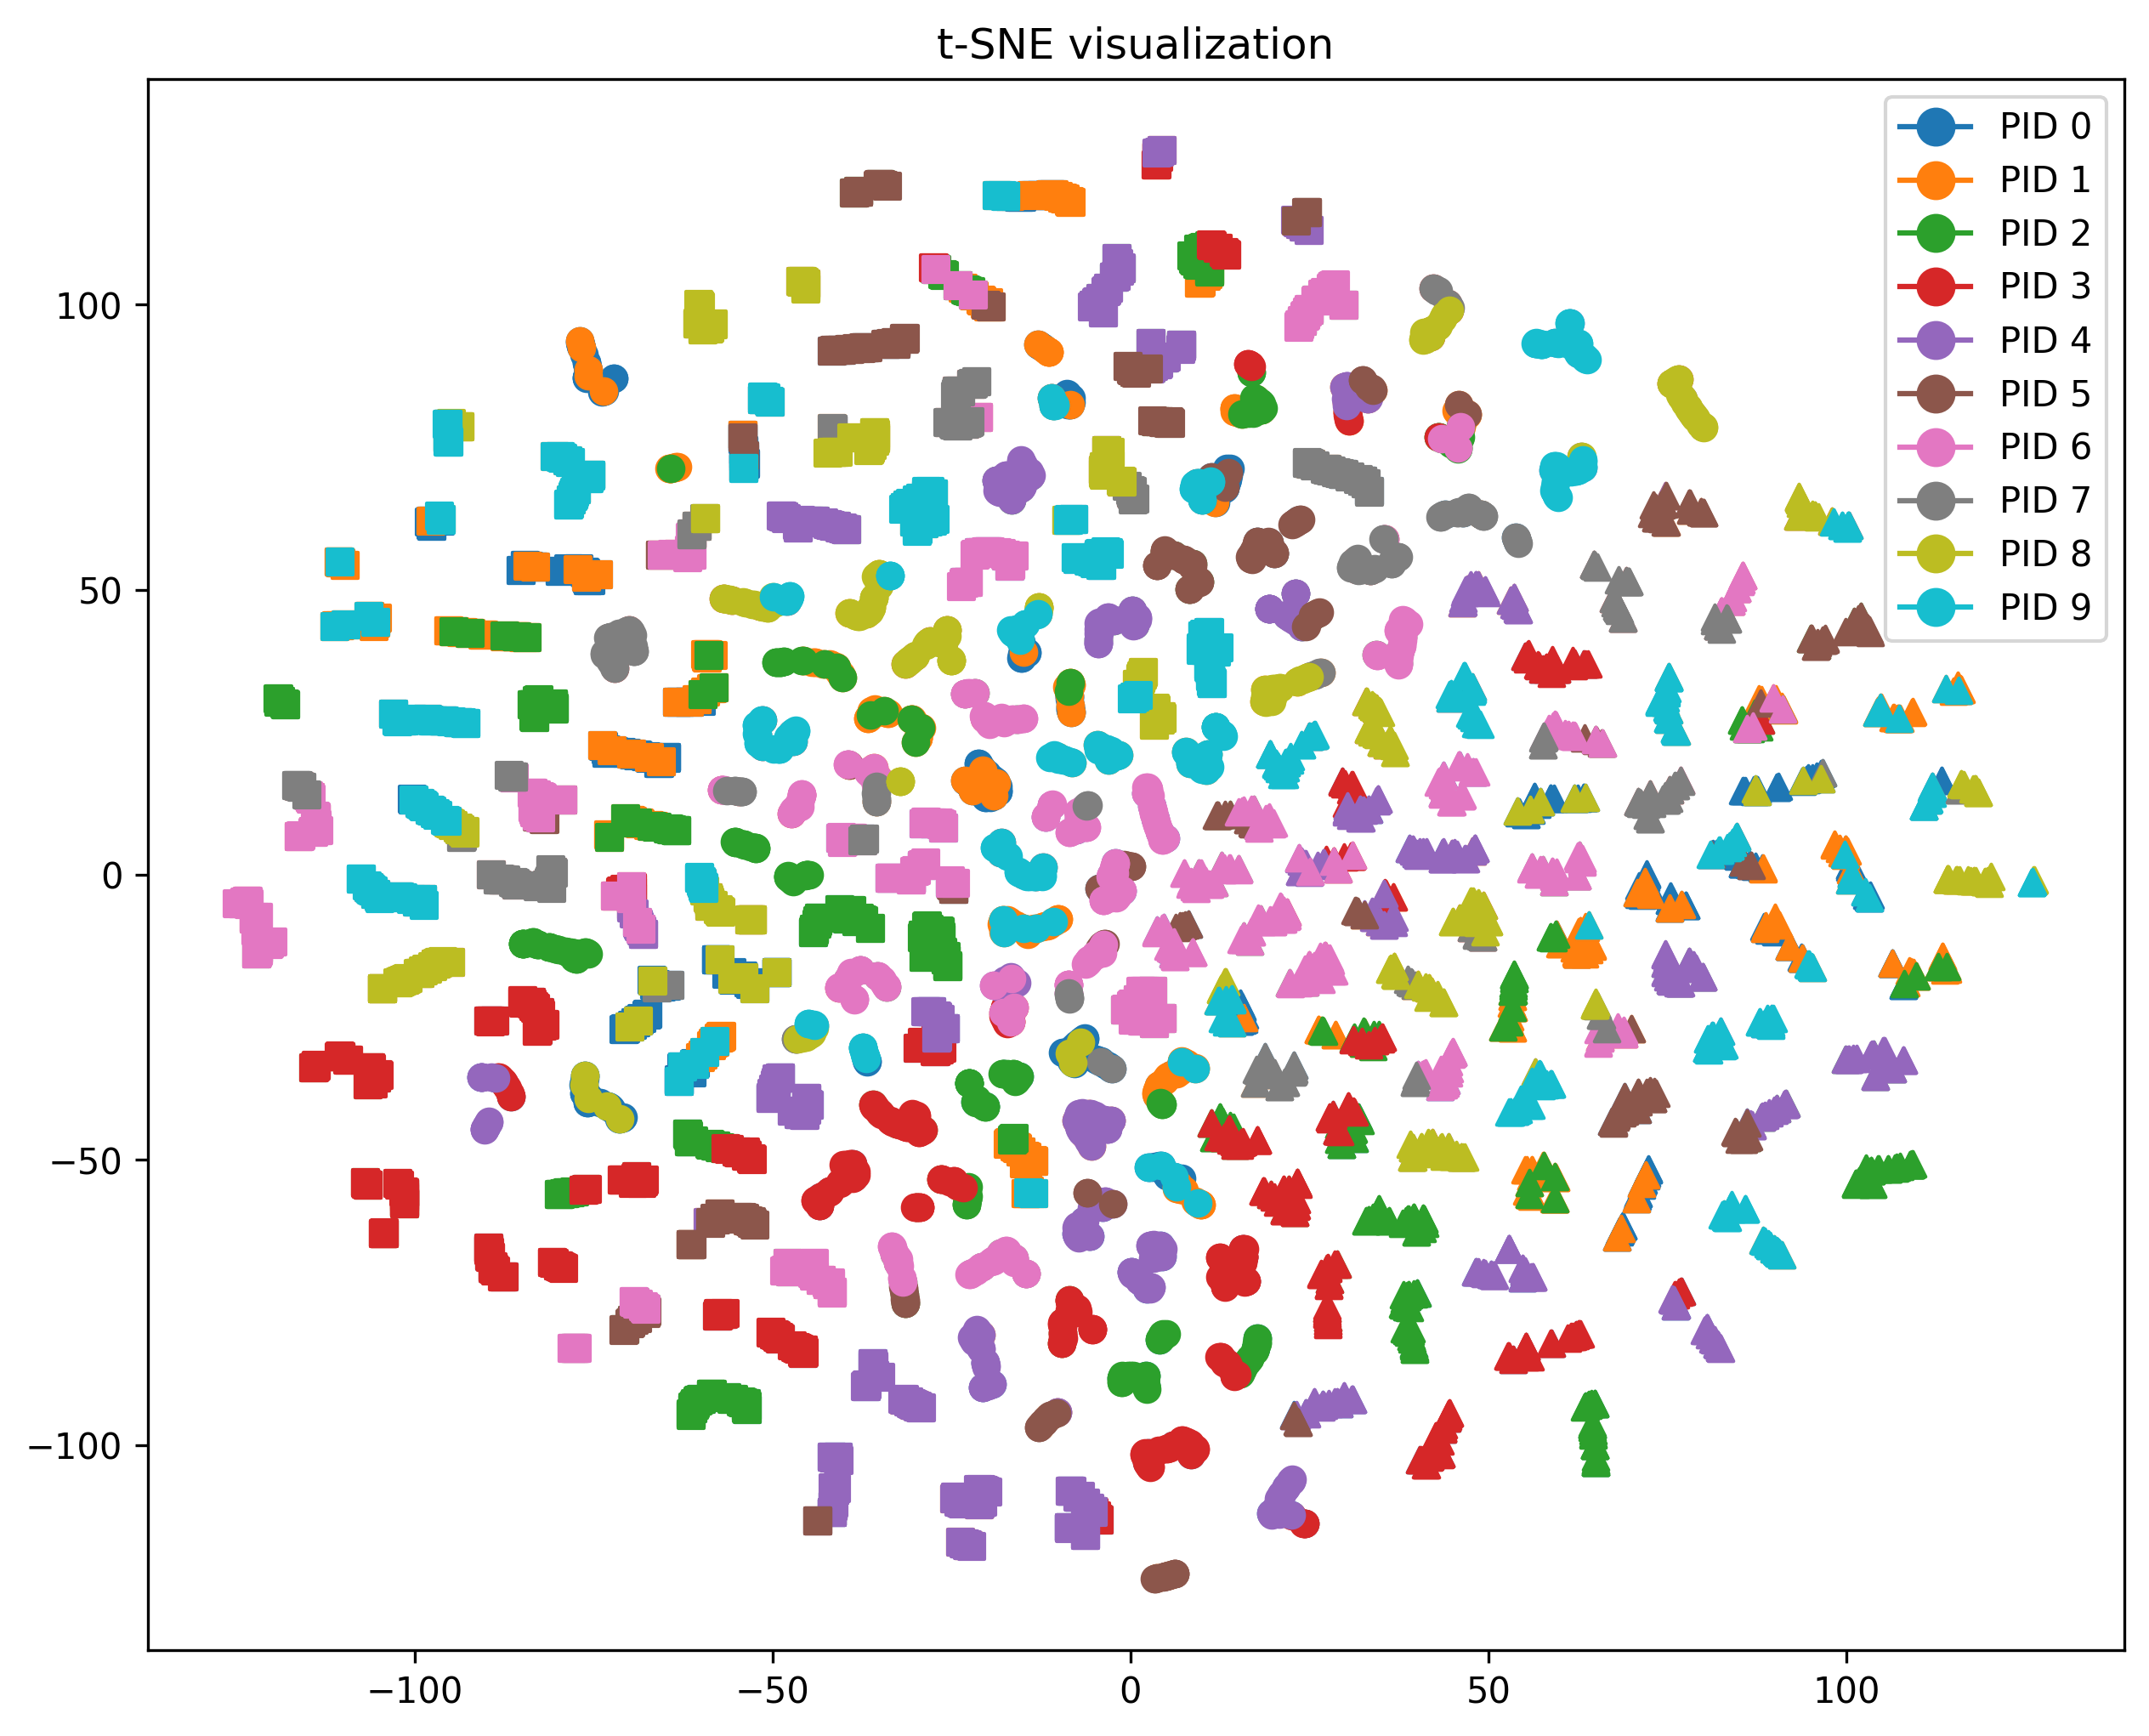 t-SNE visualization
PID 0
PID 1
PID 2
PID 3
PID 4
PID 5
PID 6
PID 7
PID 8
PID 9
100
50
0
−50
−100
−100
−50
0
50
100